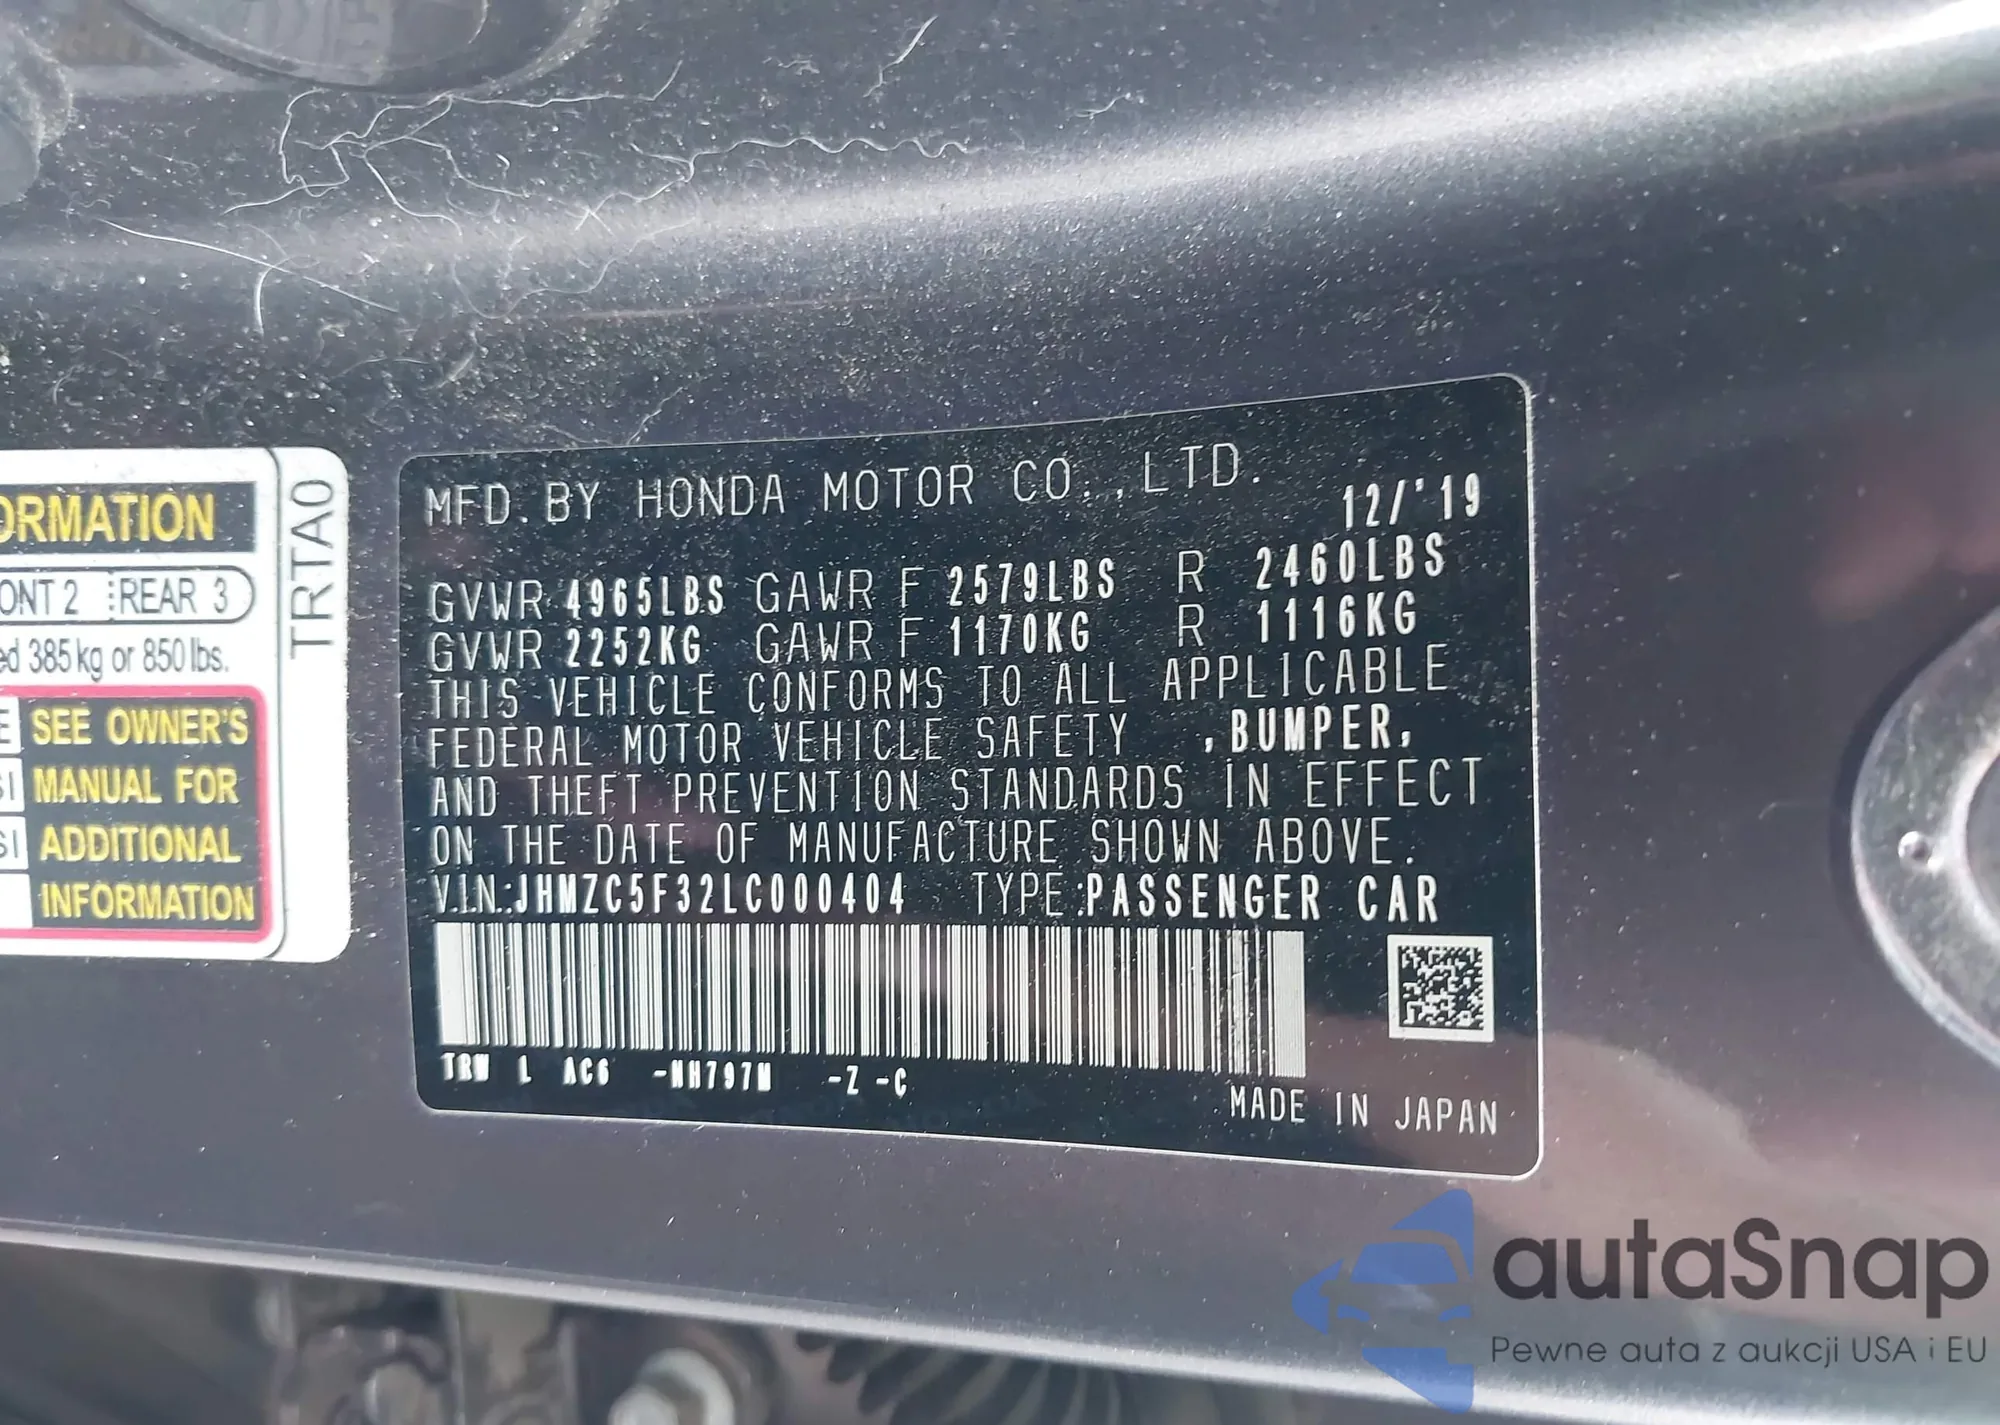 ORMATION
ONT 2 REAR 3
ed 385 kg or 850 lbs.
SEE OWNER'S
MANUAL FOR
ADDITIONAL
INFORMATION
TRTA0
MFD. BY HONDA MOTOR CO., LTD.
12/'19
GVWR 4965LBS GAWR F 2579LBS R 2460LBS
GVWR 2252KG GAWR F 1170KG R 1116KG
THIS VEHICLE CONFORMS TO ALL APPLICABLE
FEDERAL MOTOR VEHICLE SAFETY ,BUMPER,
AND THEFT PREVENTION STANDARDS IN EFFECT
ON THE DATE OF MANUFACTURE SHOWN ABOVE.
V.I.N.:JHMZC5F32LC000404 TYPE:PASSENGER CAR
TRW L AC6 -NH797M -Z -C
MADE IN JAPAN
autaSnap
Pewne auta z aukcji USA i EU